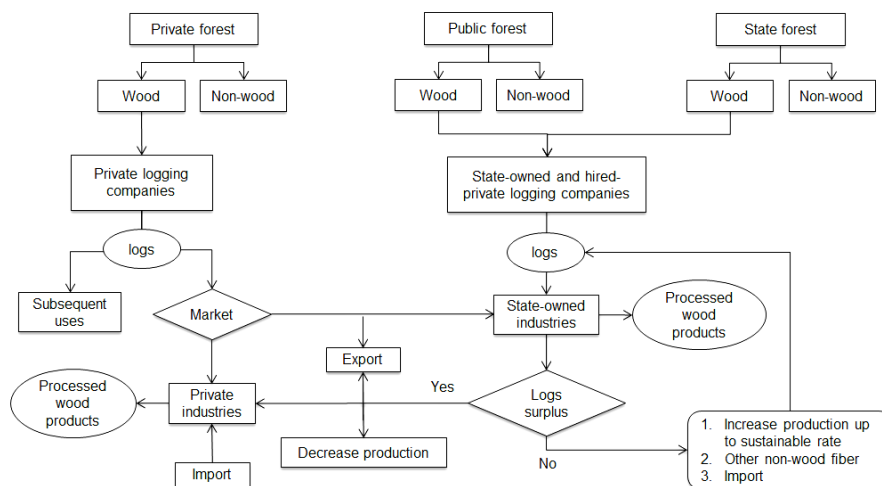 Private forest
Public forest
State forest
Wood
Non-wood
Wood
Non-wood
Wood
Non-wood
Private logging
companies
State-owned and hired-
private logging companies
logs
logs
Subsequent
uses
Market
State-owned
industries
Processed
wood
products
Export
Processed
wood
products
Private
industries
Yes
Logs
surplus
Decrease production
No
Import
1. Increase production up
to sustainable rate
2. Other non-wood fiber
3. Import